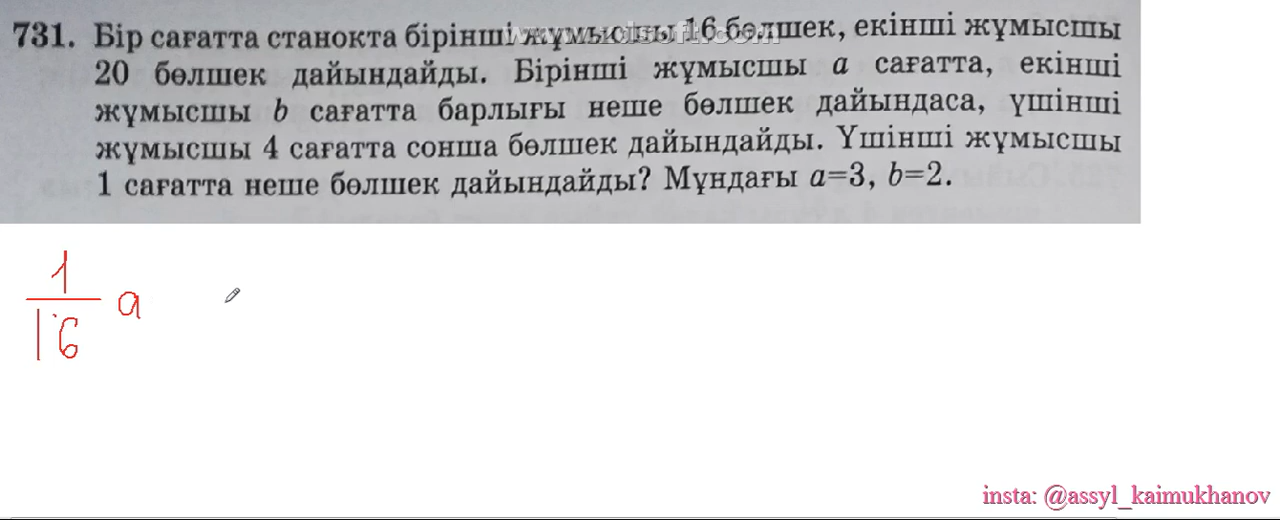 731. Бір сағатта станокта бірінші жұмысшы 16 бөлшек, екінші жұмысшы
20 бөлшек дайындайды. Бірінші жұмысшы a сағатта, екінші
жұмысшы b сағатта барлығы неше бөлшек дайындаса, үшінші
жұмысшы 4 сағатта сонша бөлшек дайындайды. Үшінші жұмысшы
1 сағатта неше бөлшек дайындайды? Мұндағы a=3, b=2.
1
16 a
insta: @assyl_kaimukhanov